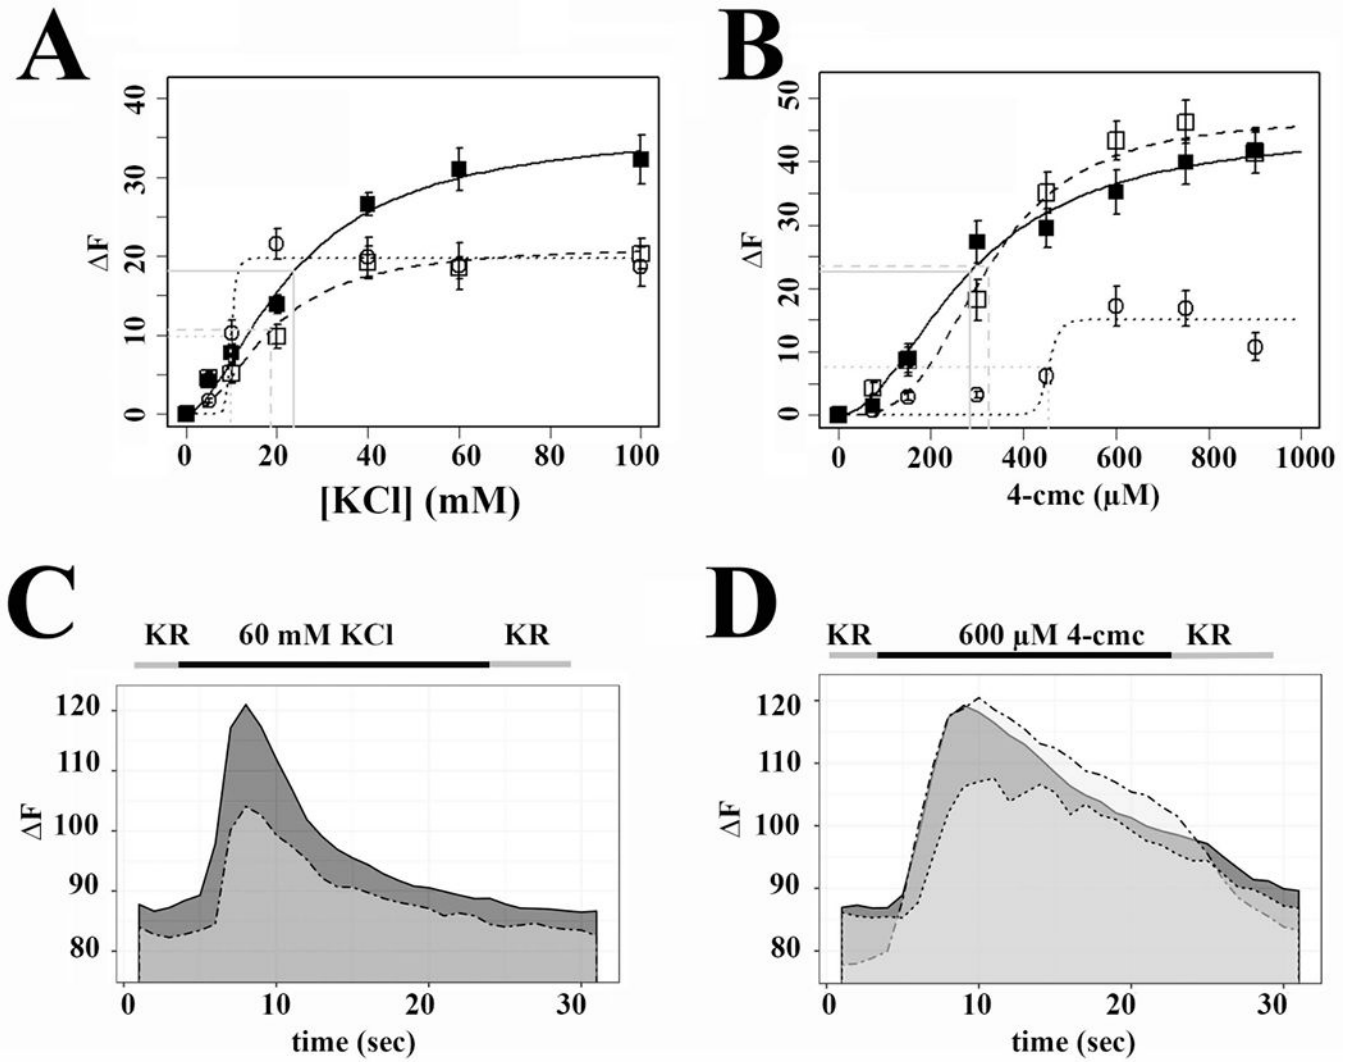 A
B
40
30
20
10
0
ΔF
0 20 40 60 80 100
[KCl] (mM)
50
40
30
20
10
0
ΔF
0 200 400 600 800 1000
4-cmc (μM)
C
D
KR 60 mM KCl KR
120
110
100
90
80
ΔF
0 10 20 30
time (sec)
KR 600 μM 4-cmc KR
120
110
100
90
80
ΔF
0 10 20 30
time (sec)